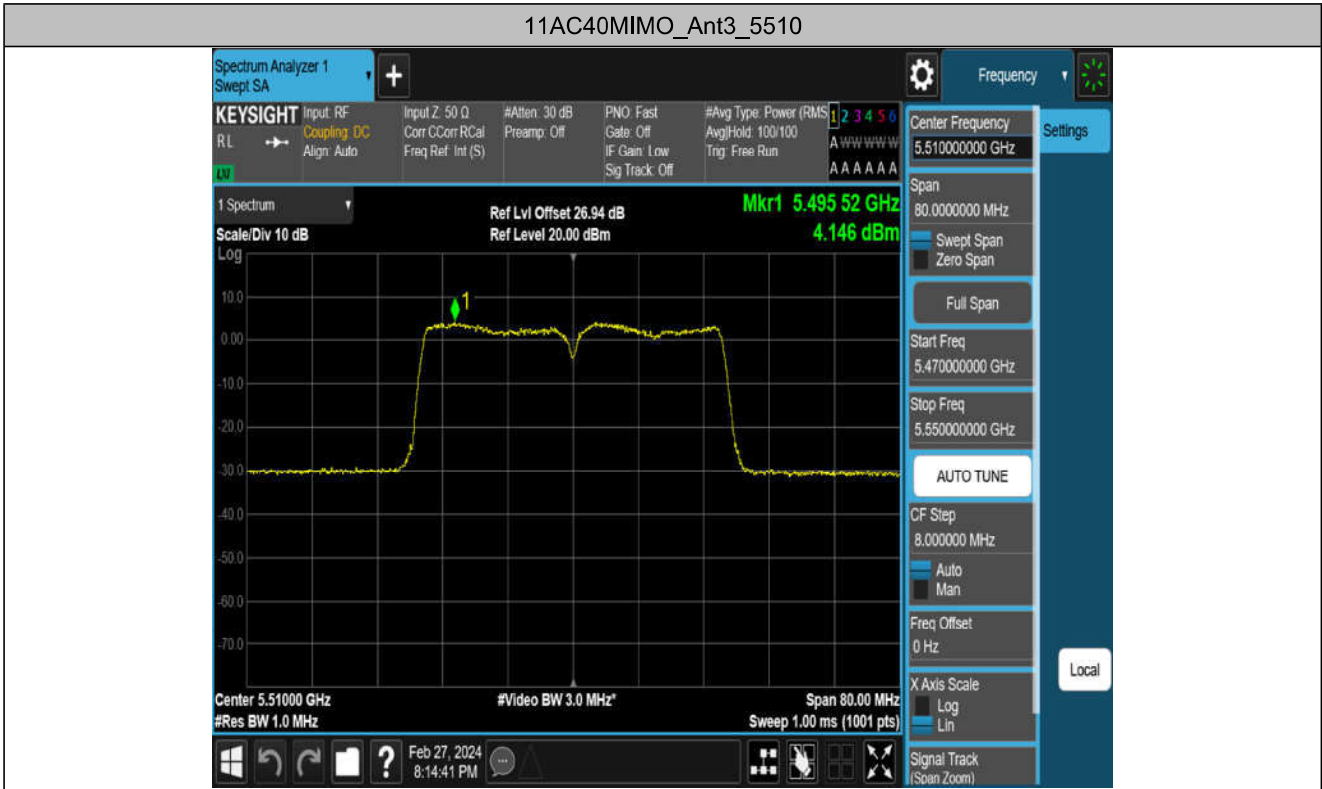 11AC40MIMO_Ant3_5510
Spectrum Analyzer 1
Swept SA
+
Frequency
KEYSIGHT
RL
LXI
Input: RF
Coupling: DC
Align: Auto
Input Z: 50 Ω
Corr CCorr RCal
Freq Ref: Int (S)
#Atten: 30 dB
Preamp: Off
PNO: Fast
Gate: Off
IF Gain: Low
Sig Track: Off
#Avg Type: Power (RMS
Avg|Hold: 100/100
Trig: Free Run
1 2 3 4 5 6
A W W W W W
A A A A A A
1 Spectrum
Scale/Div 10 dB
Log
Ref Lvl Offset 26.94 dB
Ref Level 20.00 dBm
Mkr1 5.495 52 GHz
4.146 dBm
1
10.0
0.00
-10.0
-20.0
-30.0
-40.0
-50.0
-60.0
-70.0
Center 5.51000 GHz
#Res BW 1.0 MHz
#Video BW 3.0 MHz*
Span 80.00 MHz
Sweep 1.00 ms (1001 pts)
Center Frequency
5.510000000 GHz
Settings
Span
80.0000000 MHz
Swept Span
Zero Span
Full Span
Start Freq
5.470000000 GHz
Stop Freq
5.550000000 GHz
AUTO TUNE
CF Step
8.000000 MHz
Auto
Man
Freq Offset
0 Hz
X Axis Scale
Log
Lin
Local
Signal Track
(Span Zoom)
?
Feb 27, 2024
8:14:41 PM